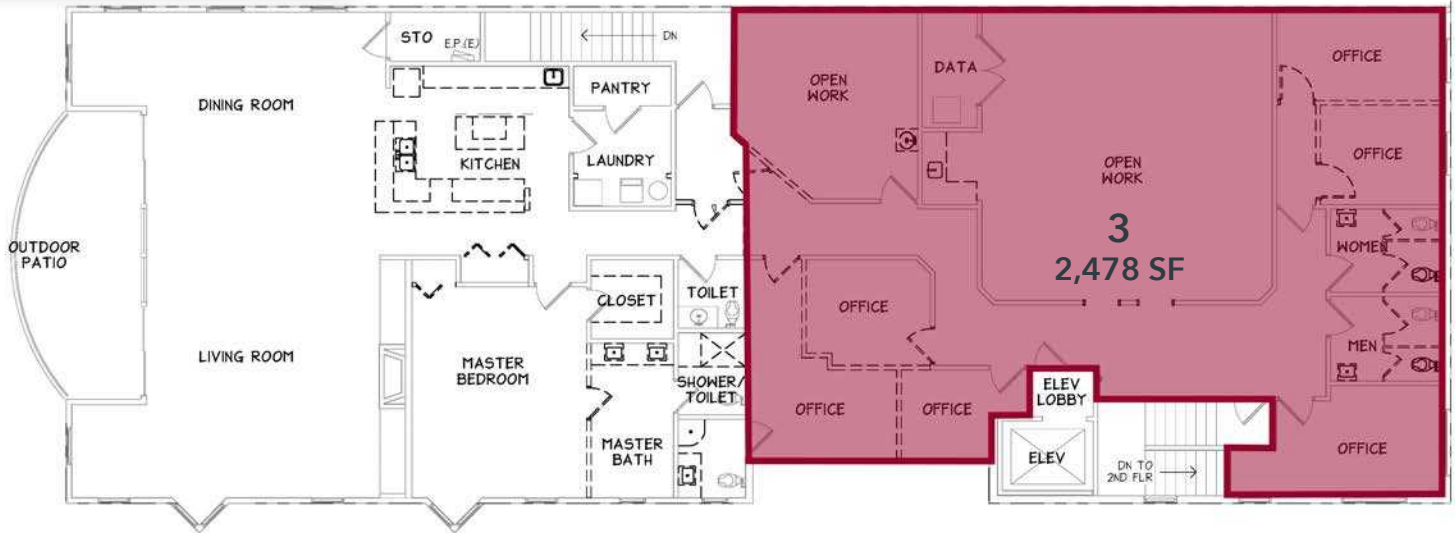 STO
E.P.(E)
DN
DINING ROOM
PANTRY
KITCHEN
LAUNDRY
OUTDOOR
PATIO
CLOSET
TOILET
LIVING ROOM
MASTER
BEDROOM
SHOWER/
TOILET
MASTER
BATH
OPEN
WORK
DATA
OPEN
WORK
3
2,478 SF
OFFICE
OFFICE
WOMEN
MEN
OFFICE
OFFICE
OFFICE
ELEV
LOBBY
ELEV
DN TO
2ND FLR
OFFICE